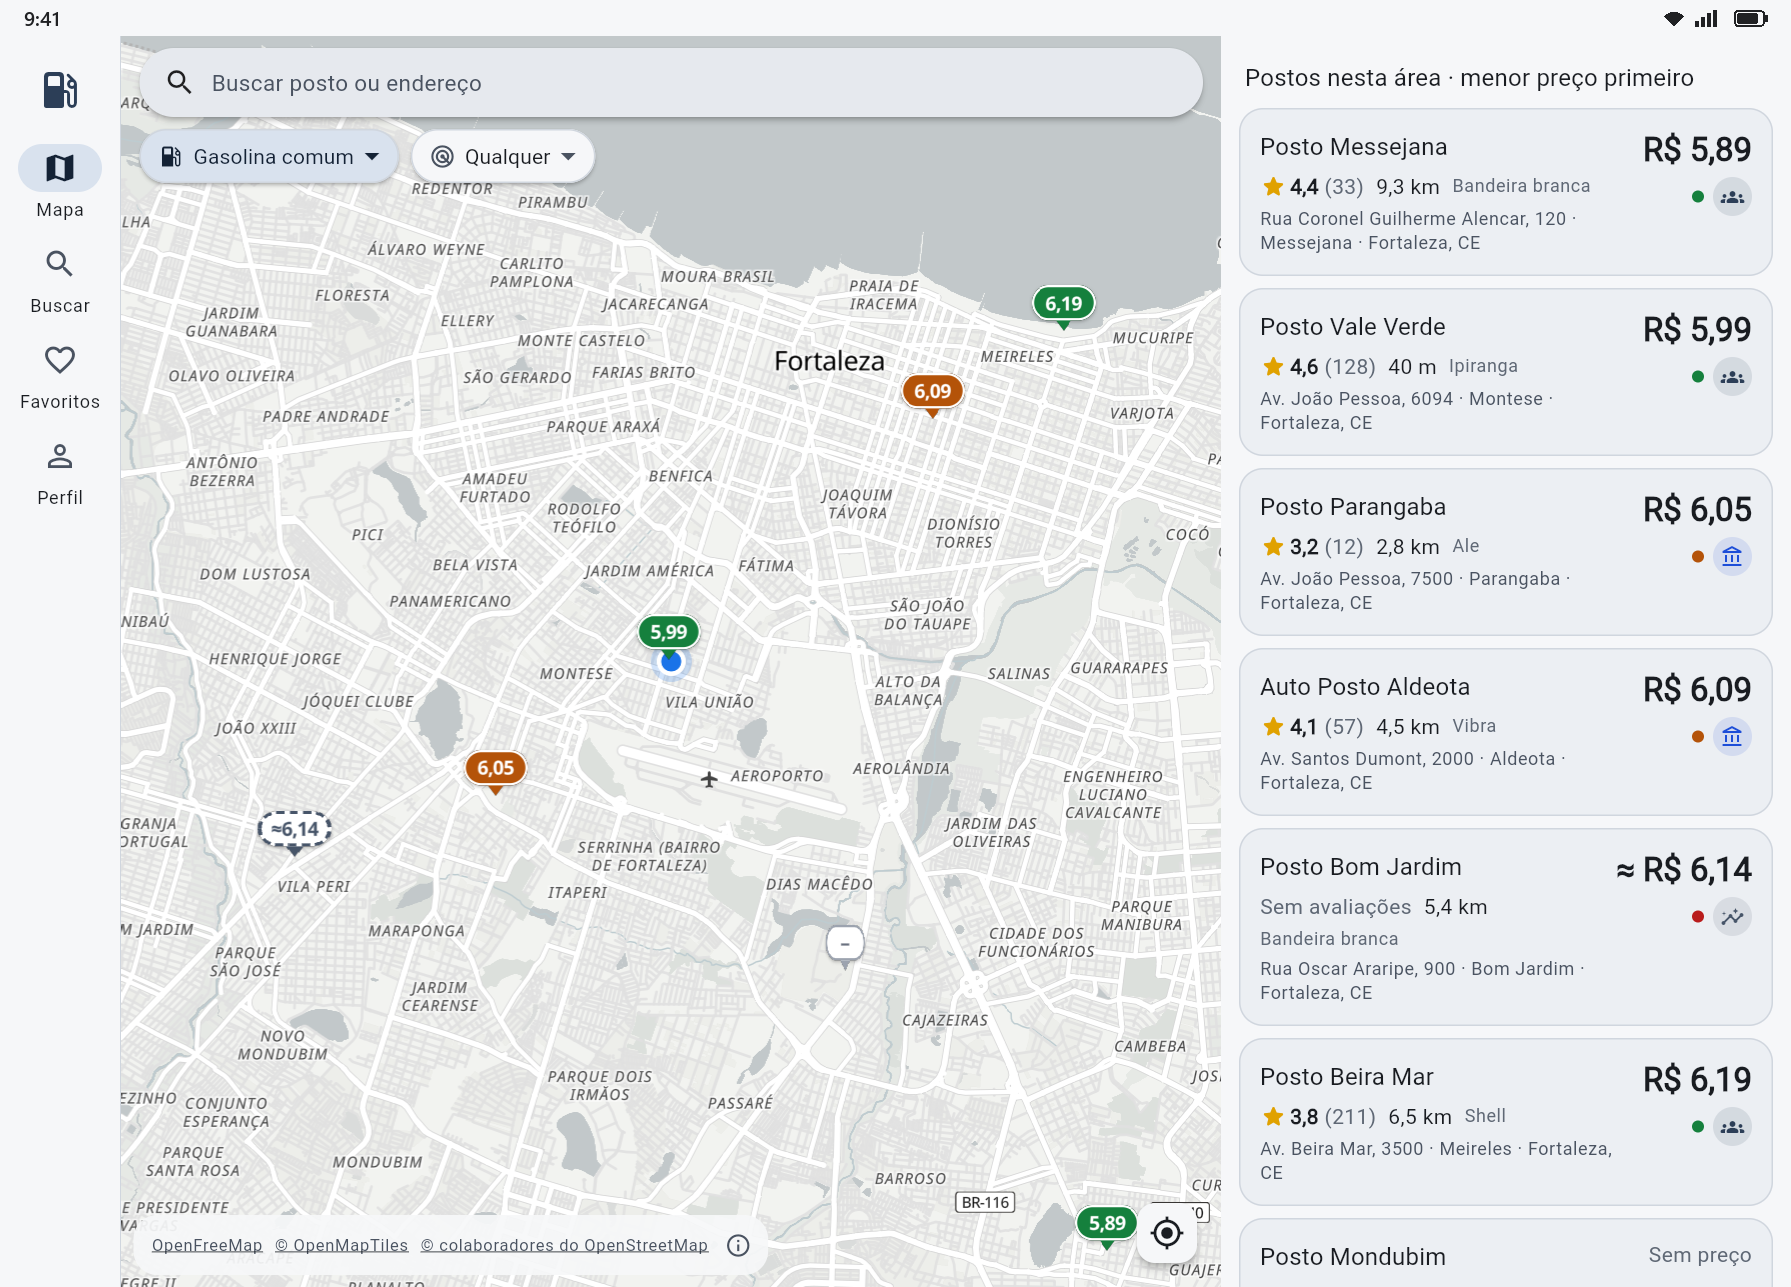 9:41
Mapa
Buscar
Favoritos
Perfil
Buscar posto ou endereço
Gasolina comum
Qualquer
LHA
REDENTOR
PIRAMBU
ÁLVARO WEYNE
CARLITO
PAMPLONA
MOURA BRASIL
FLORESTA
JACARECANGA
PRAIA DE
IRACEMA
6,19
JARDIM
GUANABARA
ELLERY
MONTE CASTELO
MUCURIPE
Fortaleza
MEIRELES
OLAVO OLIVEIRA
SÃO GERARDO
FARIAS BRITO
6,09
PADRE ANDRADE
PARQUE ARAXÁ
VARJOTA
ANTÔNIO
BEZERRA
AMADEU
FURTADO
BENFICA
RODOLFO
TEÓFILO
JOAQUIM
TÁVORA
DIONÍSIO
TORRES
PICI
COCÓ
DOM LUSTOSA
BELA VISTA
JARDIM AMÉRICA
FÁTIMA
PANAMERICANO
SÃO JOÃO
DO TAUAPE
NIBAÚ
5,99
HENRIQUE JORGE
MONTESE
SALINAS
GUARARAPES
JÓQUEI CLUBE
VILA UNIÃO
ALTO DA
BALANÇA
JOÃO XXIII
6,05
AEROPORTO
AEROLÂNDIA
ENGENHEIRO
LUCIANO
CAVALCANTE
GRANJA
ORTUGAL
≈6,14
JARDIM DAS
OLIVEIRAS
SERRINHA (BAIRRO
DE FORTALEZA)
VILA PERI
ITAPERI
DIAS MACÊDO
PARQUE
MANIBURA
M JARDIM
MARAPONGA
CIDADE DOS
FUNCIONÁRIOS
–
PARQUE
SÃO JOSÉ
JARDIM
CEARENSE
CAJAZEIRAS
NOVO
MONDUBIM
CAMBEBA
PARQUE DOIS
IRMÃOS
JOSÉ
EZINHO
CONJUNTO
ESPERANÇA
PASSARÉ
PARQUE
SANTA ROSA
MONDUBIM
BARROSO
CUR
E PRESIDENTE
VARGAS
BR-116
5,89
OpenFreeMap © OpenMapTiles © colaboradores do OpenStreetMap
GUAJER
PLANALTO
Postos nesta área · menor preço primeiro
Posto Messejana
R$ 5,89
4,4 (33) 9,3 km Bandeira branca
Rua Coronel Guilherme Alencar, 120 ·
Messejana · Fortaleza, CE
Posto Vale Verde
R$ 5,99
4,6 (128) 40 m Ipiranga
Av. João Pessoa, 6094 · Montese ·
Fortaleza, CE
Posto Parangaba
R$ 6,05
3,2 (12) 2,8 km Ale
Av. João Pessoa, 7500 · Parangaba ·
Fortaleza, CE
Auto Posto Aldeota
R$ 6,09
4,1 (57) 4,5 km Vibra
Av. Santos Dumont, 2000 · Aldeota ·
Fortaleza, CE
Posto Bom Jardim
≈ R$ 6,14
Sem avaliações 5,4 km
Bandeira branca
Rua Oscar Araripe, 900 · Bom Jardim ·
Fortaleza, CE
Posto Beira Mar
R$ 6,19
3,8 (211) 6,5 km Shell
Av. Beira Mar, 3500 · Meireles · Fortaleza,
CE
Posto Mondubim
Sem preço